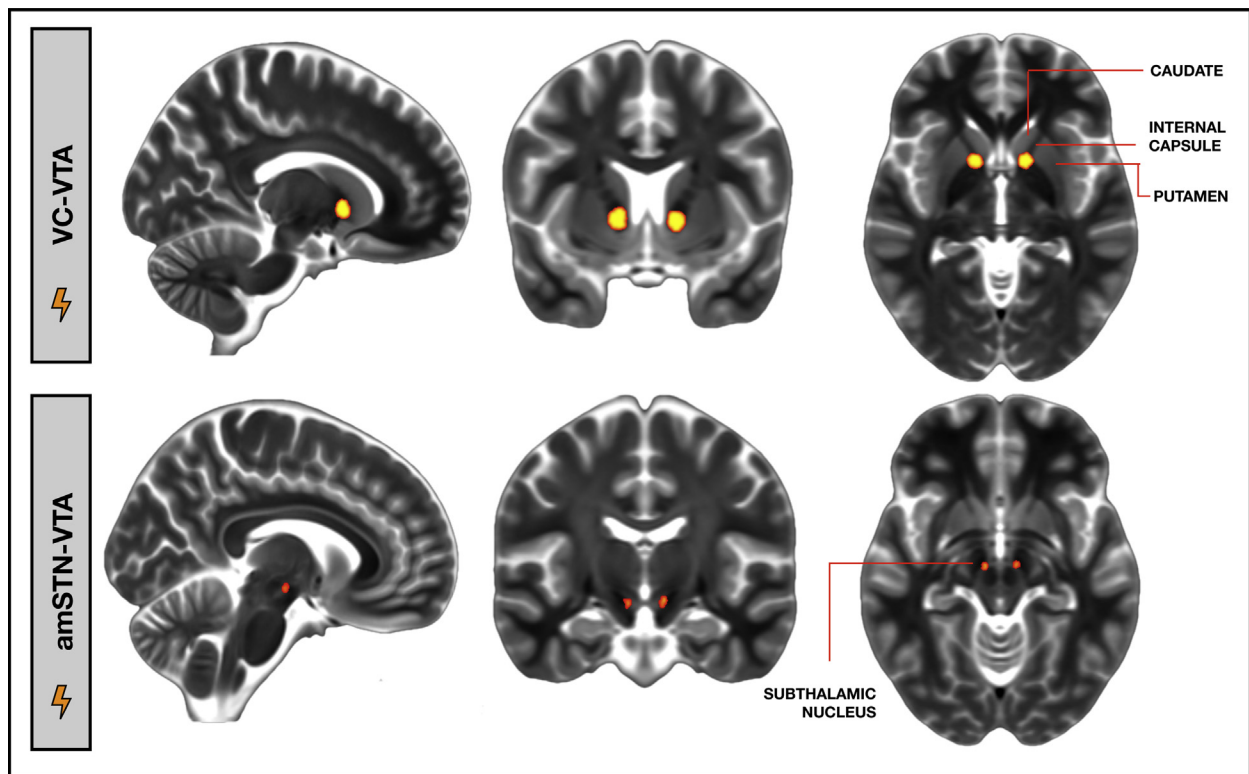 VC-VTA
CAUDATE
INTERNAL
CAPSULE
PUTAMEN
amSTN-VTA
SUBTHALAMIC
NUCLEUS